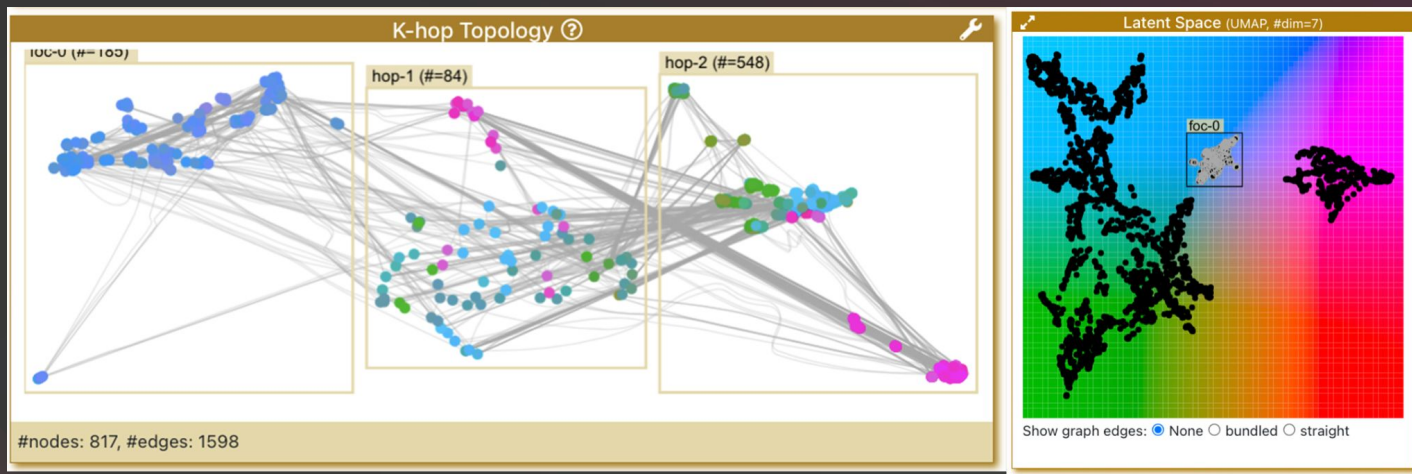 K-hop Topology ?
foc-0 (#=185)
hop-1 (#=84)
hop-2 (#=548)
#nodes: 817, #edges: 1598
Latent Space (UMAP, #dim=7)
foc-0
Show graph edges: None bundled straight